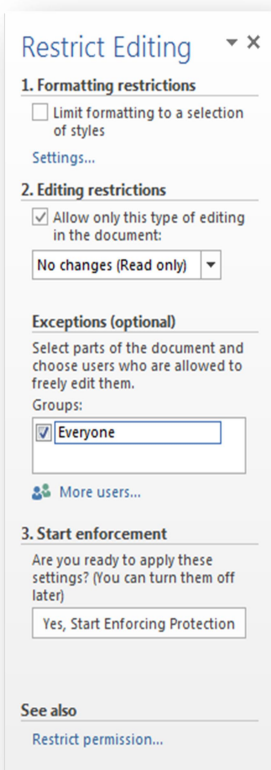 Restrict Editing
1. Formatting restrictions
Limit formatting to a selection
of styles
Settings...
2. Editing restrictions
Allow only this type of editing
in the document:
No changes (Read only)
Exceptions (optional)
Select parts of the document and
choose users who are allowed to
freely edit them.
Groups:
Everyone
More users...
3. Start enforcement
Are you ready to apply these
settings? (You can turn them off
later)
Yes, Start Enforcing Protection
See also
Restrict permission...